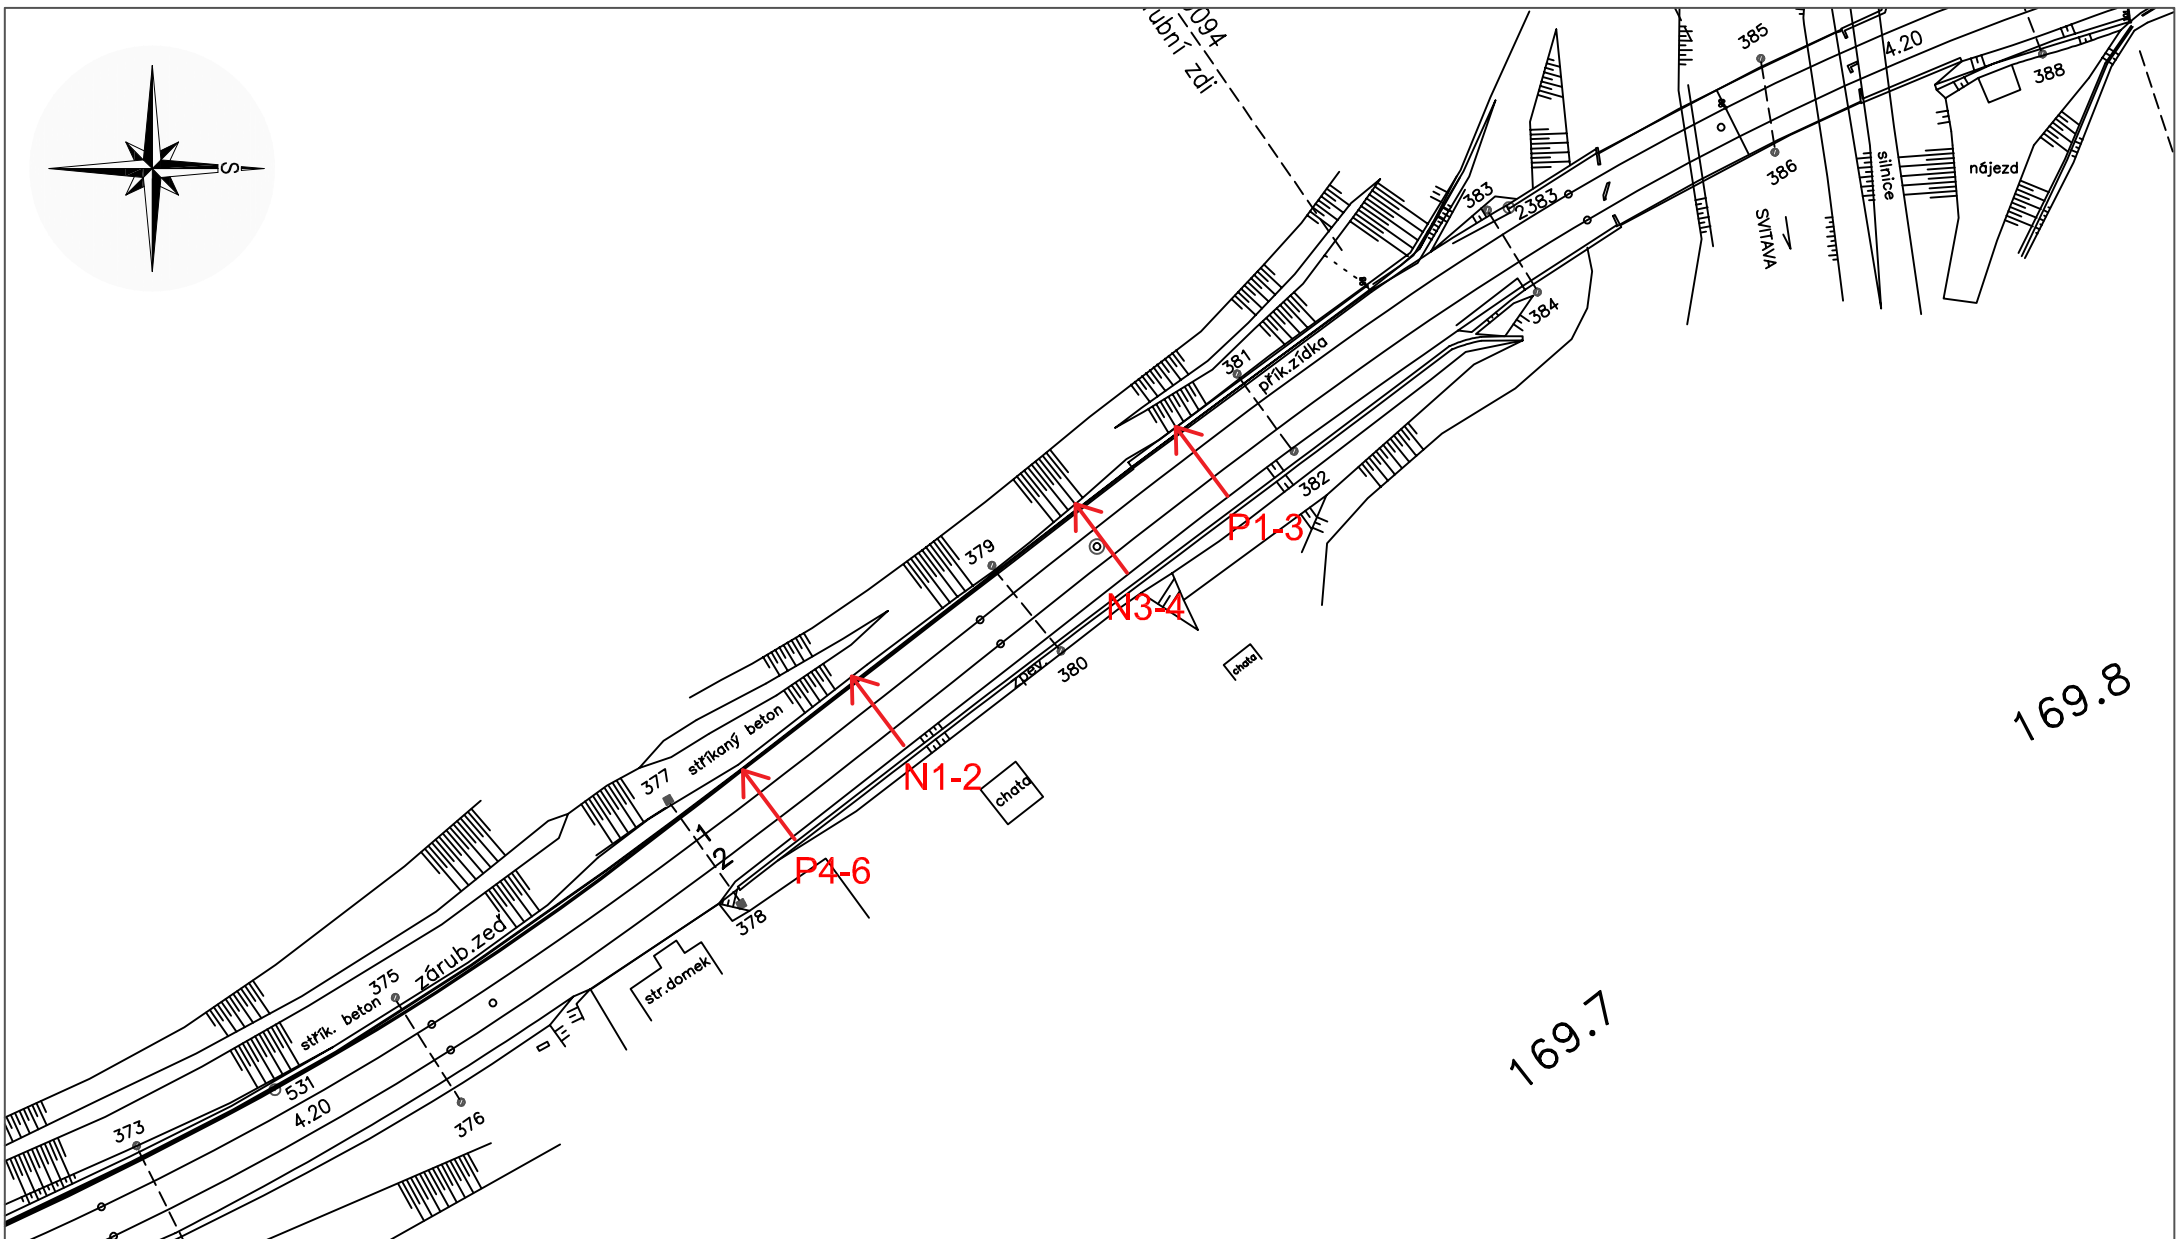 094
ubní zdi
385
4.20
388
S
383
2383
386
silnice
nájezd
SVITAVA
384
381
přík.zídka
382
P1-3
379
N3-4
380
zpev.
chata
169.8
stříkaný beton
377
1
2
N1-2
chata
P4-6
378
zárub.zeď
375
str.domek
střík. beton
531
4.20
373
376
169.7